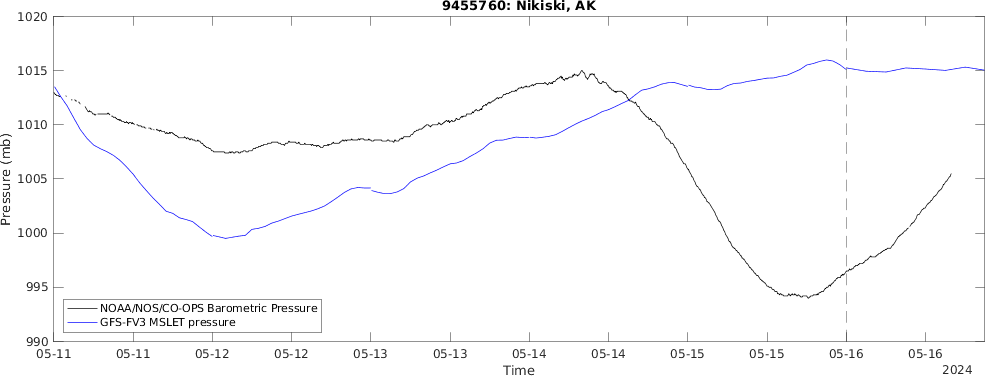 9455760: Nikiski, AK
1020
1015
1010
1005
1000
995
990
Pressure (mb)
NOAA/NOS/CO-OPS Barometric Pressure
GFS-FV3 MSLET pressure
05-11 05-11 05-12 05-12 05-13 05-13 05-14 05-14 05-15 05-15 05-16 05-16
Time
2024